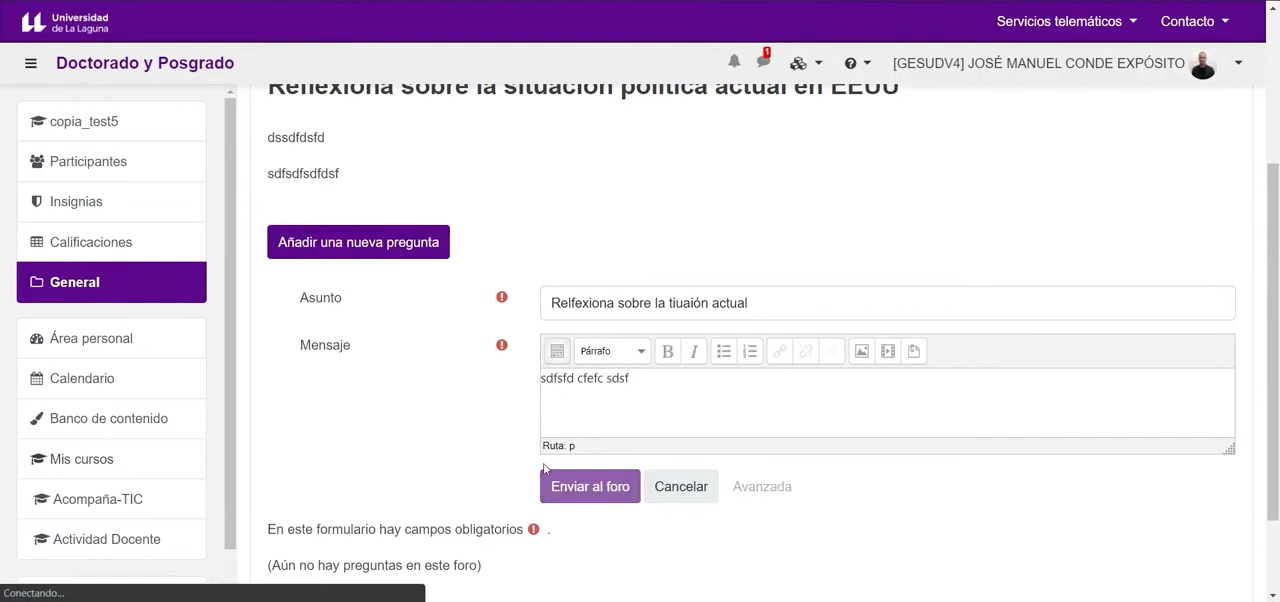 Universidad
de La Laguna
Servicios telemáticos
Contacto
Doctorado y Posgrado
1
[GESUDV4] JOSÉ MANUEL CONDE EXPÓSITO
Reflexiona sobre la situación política actual en EEUU
copia_test5
Participantes
Insignias
Calificaciones
General
Área personal
Calendario
Banco de contenido
Mis cursos
Acompaña-TIC
Actividad Docente
dssdfdsfd
sdfsdfsdfdsf
Añadir una nueva pregunta
Asunto
Relfexiona sobre la tiuaión actual
Mensaje
Párrafo
B I
sdfsfd cfefc sdsf
Ruta: p
Enviar al foro
Cancelar
Avanzada
En este formulario hay campos obligatorios .
(Aún no hay preguntas en este foro)
Conectando...